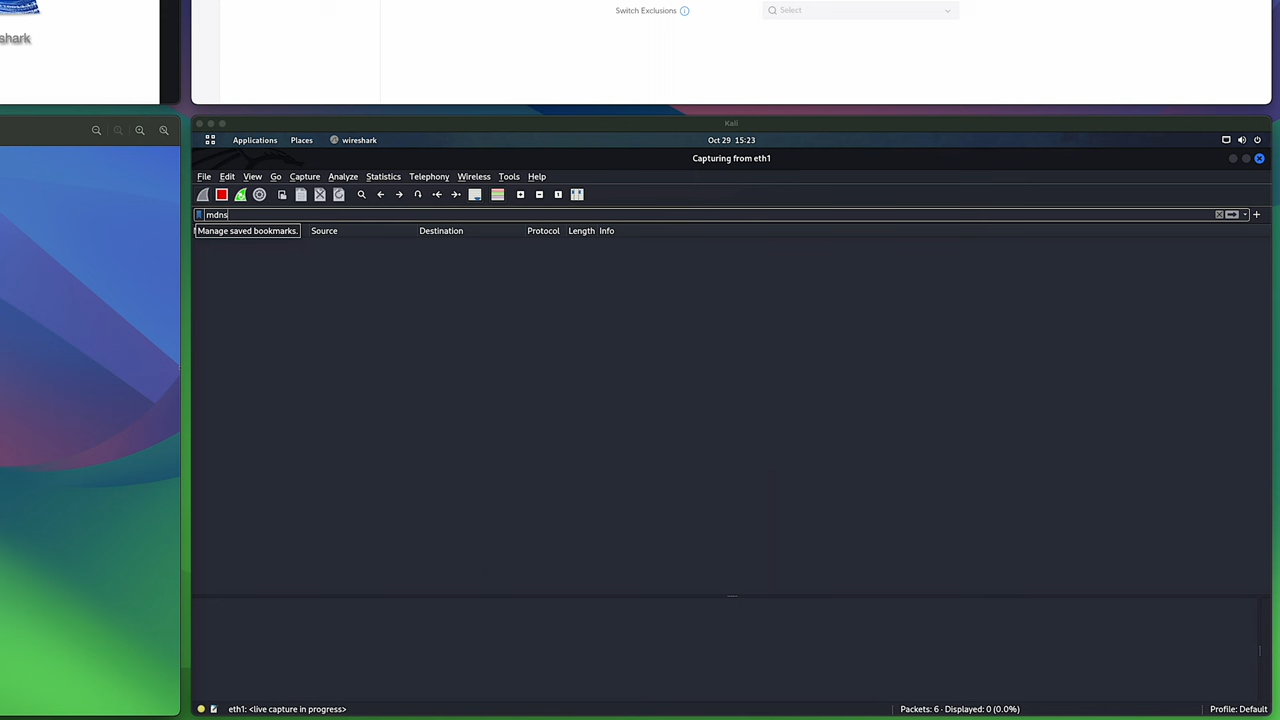 Switch Exclusions
Select
shark
Kali
Applications Places wireshark Oct 29 15:23
Capturing from eth1
File Edit View Go Capture Analyze Statistics Telephony Wireless Tools Help
mdns
Manage saved bookmarks. Source Destination Protocol Length Info
eth1: <live capture in progress> Packets: 6 · Displayed: 0 (0.0%) Profile: Default